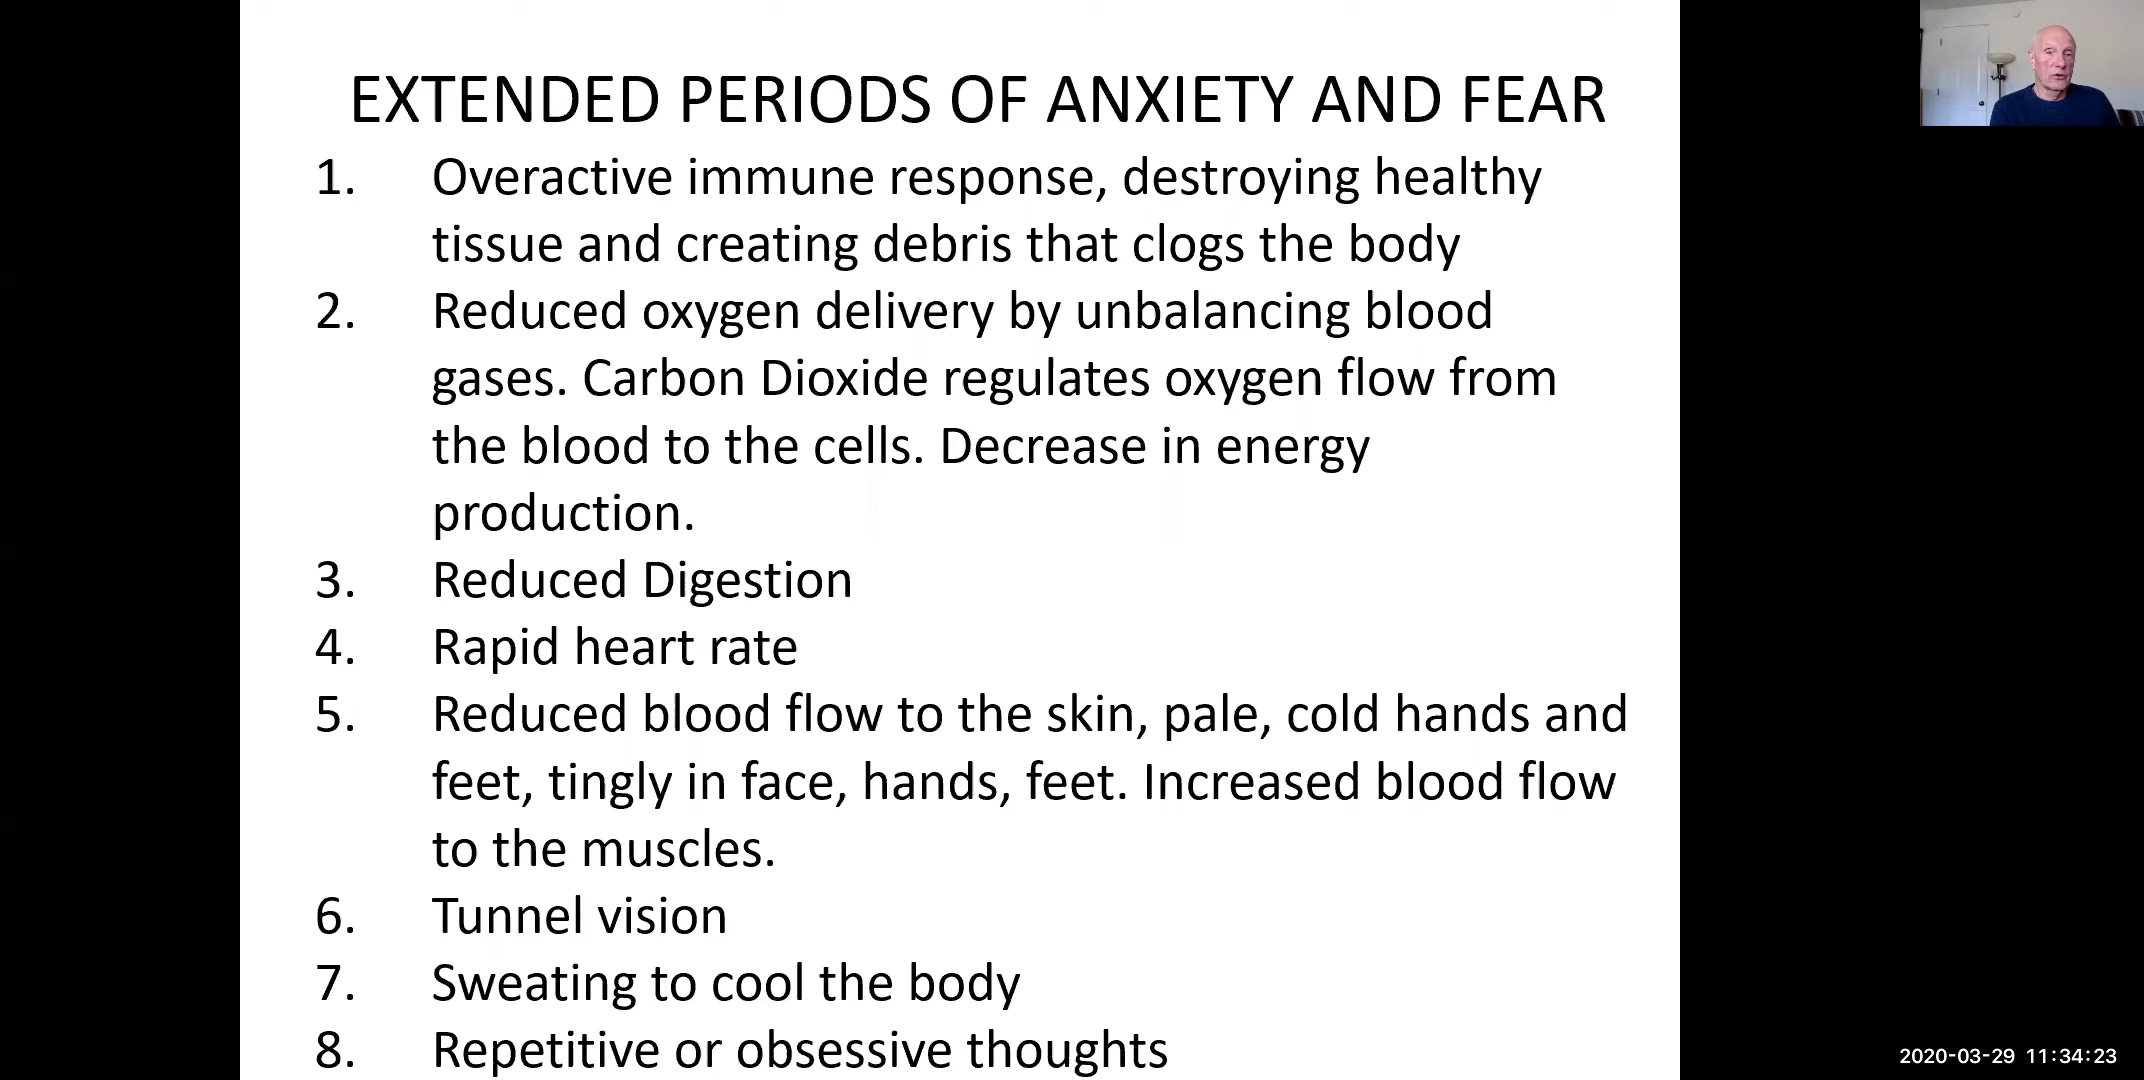 EXTENDED PERIODS OF ANXIETY AND FEAR
1. Overactive immune response, destroying healthy
tissue and creating debris that clogs the body
2. Reduced oxygen delivery by unbalancing blood
gases. Carbon Dioxide regulates oxygen flow from
the blood to the cells. Decrease in energy
production.
3. Reduced Digestion
4. Rapid heart rate
5. Reduced blood flow to the skin, pale, cold hands and
feet, tingly in face, hands, feet. Increased blood flow
to the muscles.
6. Tunnel vision
7. Sweating to cool the body
8. Repetitive or obsessive thoughts
2020-03-29 11:34:23